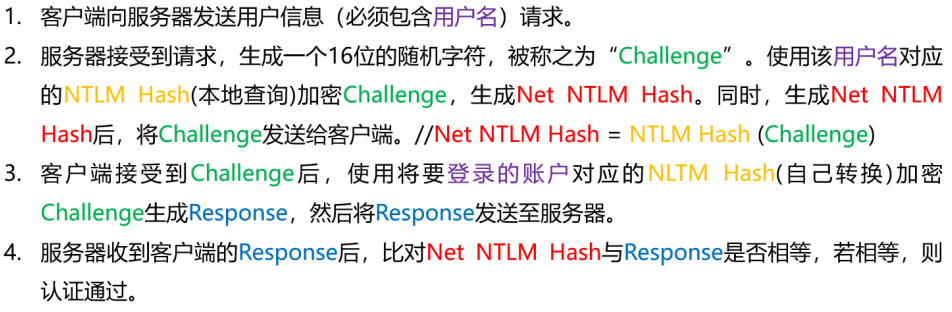 1. 客户端向服务器发送用户信息（必须包含用户名）请求。
2. 服务器接受到请求，生成一个16位的随机字符，被称之为“Challenge”。使用该用户名对应
的NTLM Hash(本地查询)加密Challenge，生成Net NTLM Hash。同时，生成Net NTLM
Hash后，将Challenge发送给客户端。//Net NTLM Hash = NTLM Hash (Challenge)
3. 客户端接受到Challenge后，使用将要登录的账户对应的NLTM Hash(自己转换)加密
Challenge生成Response，然后将Response发送至服务器。
4. 服务器收到客户端的Response后，比对Net NTLM Hash与Response是否相等，若相等，则
认证通过。